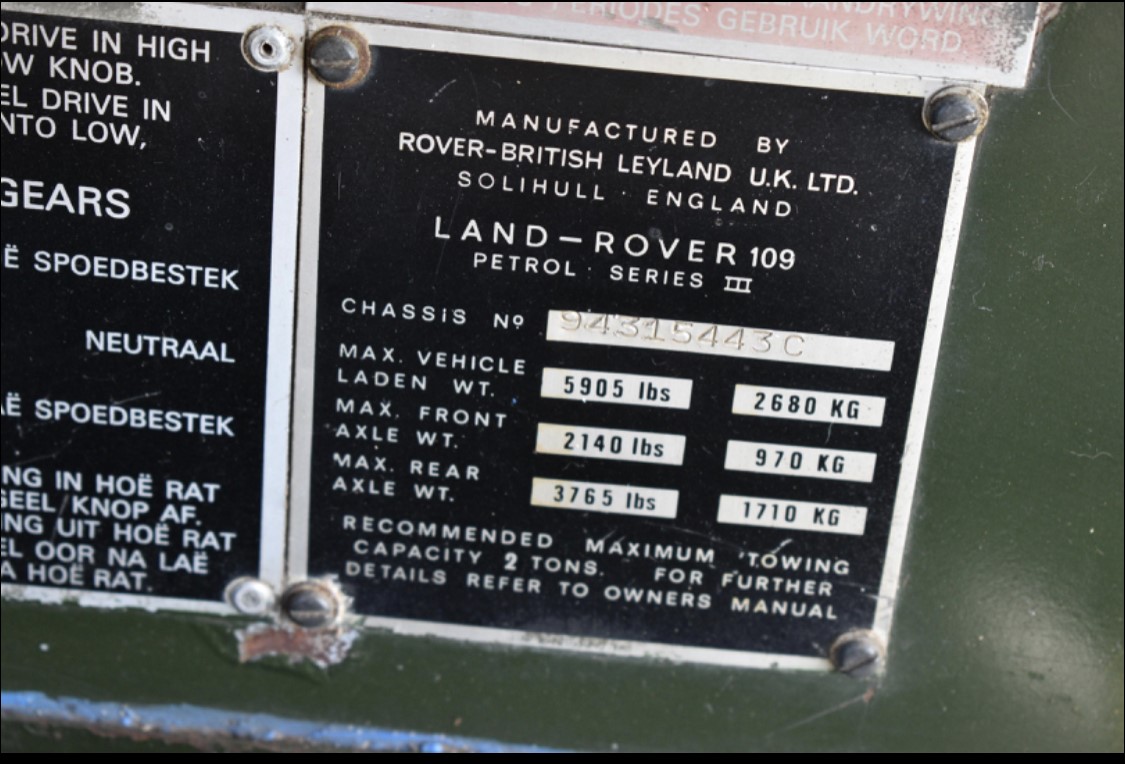 PERIODES GEBRUIK WORD.
DRIVE IN HIGH
OW KNOB.
EL DRIVE IN
NTO LOW,
GEARS
Ë SPOEDBESTEK
NEUTRAAL
AË SPOEDBESTEK
NG IN HOË RAT
GEEL KNOP AF.
ING UIT HOË RAT
EL OOR NA LAË
A HOË RAT.
MANUFACTURED BY
ROVER-BRITISH LEYLAND U.K. LTD.
SOLIHULL · ENGLAND
LAND-ROVER 109
PETROL · SERIES III
CHASSIS Nº 94315443C
MAX. VEHICLE
LADEN WT. 5905 lbs 2680 KG
MAX. FRONT
AXLE WT. 2140 lbs 970 KG
MAX. REAR
AXLE WT. 3765 lbs 1710 KG
RECOMMENDED MAXIMUM TOWING
CAPACITY 2 TONS. FOR FURTHER
DETAILS REFER TO OWNERS MANUAL